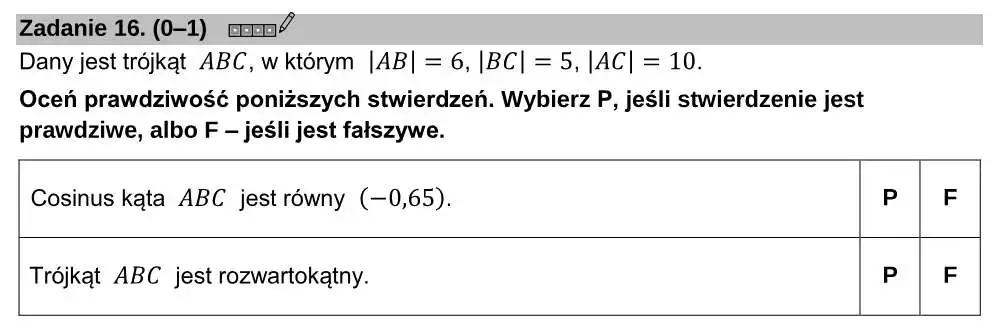 Zadanie 16. (0–1)
Dany jest trójkąt ABC, w którym |AB| = 6, |BC| = 5, |AC| = 10.
Oceń prawdziwość poniższych stwierdzeń. Wybierz P, jeśli stwierdzenie jest
prawdziwe, albo F – jeśli jest fałszywe.
Cosinus kąta ABC jest równy (−0,65). P F
Trójkąt ABC jest rozwartokątny. P F